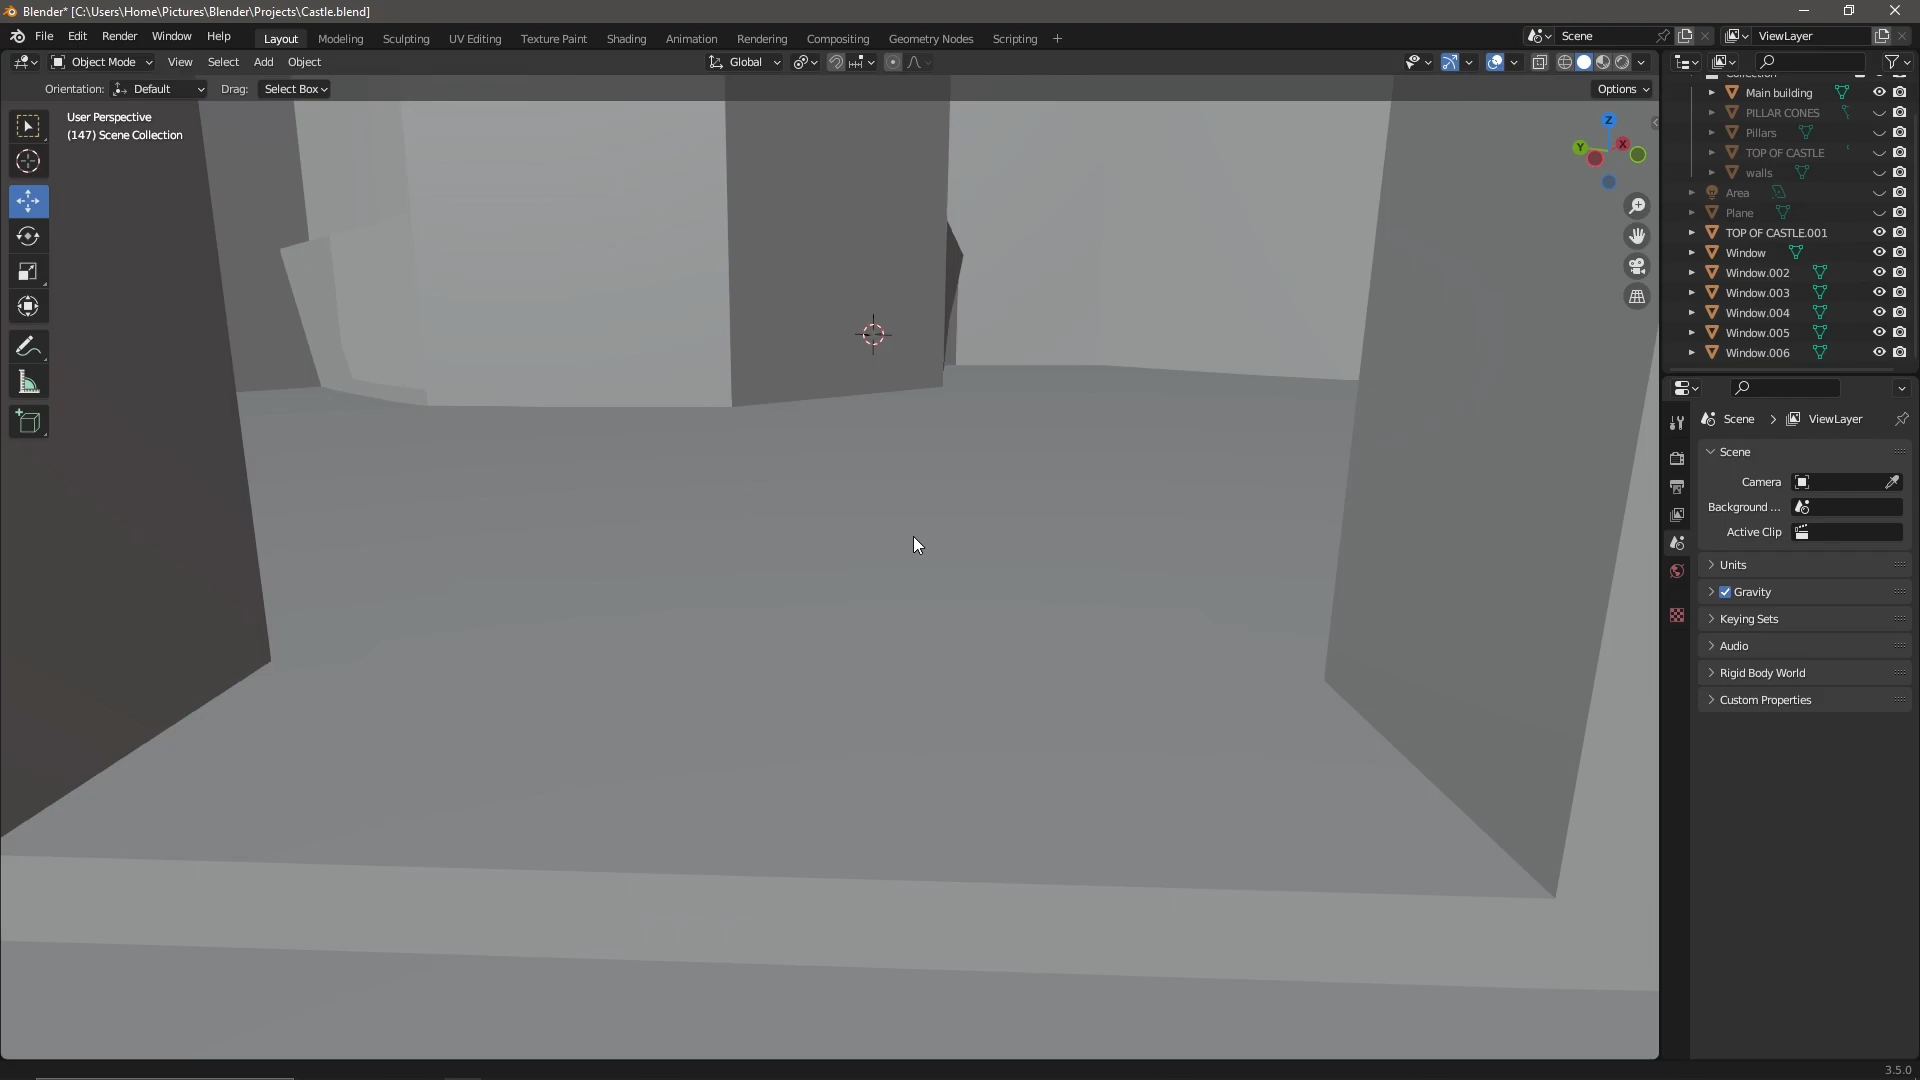 Blender* [C:\Users\Home\Pictures\Blender\Projects\Castle.blend]
File Edit Render Window Help Layout Modeling Sculpting UV Editing Texture Paint Shading Animation Rendering Compositing Geometry Nodes Scripting + Scene ViewLayer
Object Mode View Select Add Object Global
Orientation: Default Drag: Select Box Options
User Perspective
(147) Scene Collection
Z
Y
X
Collection
Main building
PILLAR CONES
Pillars
TOP OF CASTLE
walls
Area
Plane
TOP OF CASTLE.001
Window
Window.002
Window.003
Window.004
Window.005
Window.006
Scene > ViewLayer
Scene
Camera
Background ...
Active Clip
Units
Gravity
Keying Sets
Audio
Rigid Body World
Custom Properties
3.5.0